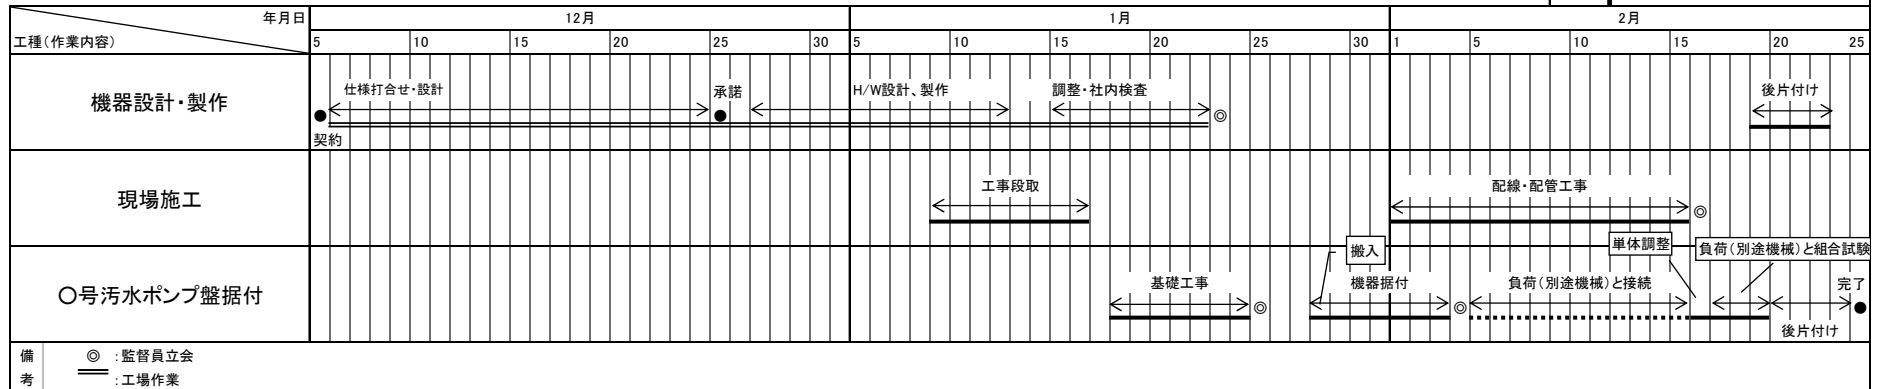 年月日 12月 1月 2月
工種(作業内容) 5 10 15 20 25 30 5 10 15 20 25 30 1 5 10 15 20 25
機器設計・製作 仕様打合せ・設計 承諾 H/W設計、製作 調整・社内検査 ◎ 後片付け
● ●
契約
現場施工 工事段取 配線・配管工事 ◎
搬入 単体調整 負荷(別途機械)と組合試験
〇号汚水ポンプ盤据付 基礎工事 ◎ 機器据付 ◎ 負荷(別途機械)と接続 完了
●
後片付け
備 ◎ :監督員立会
考 :工場作業